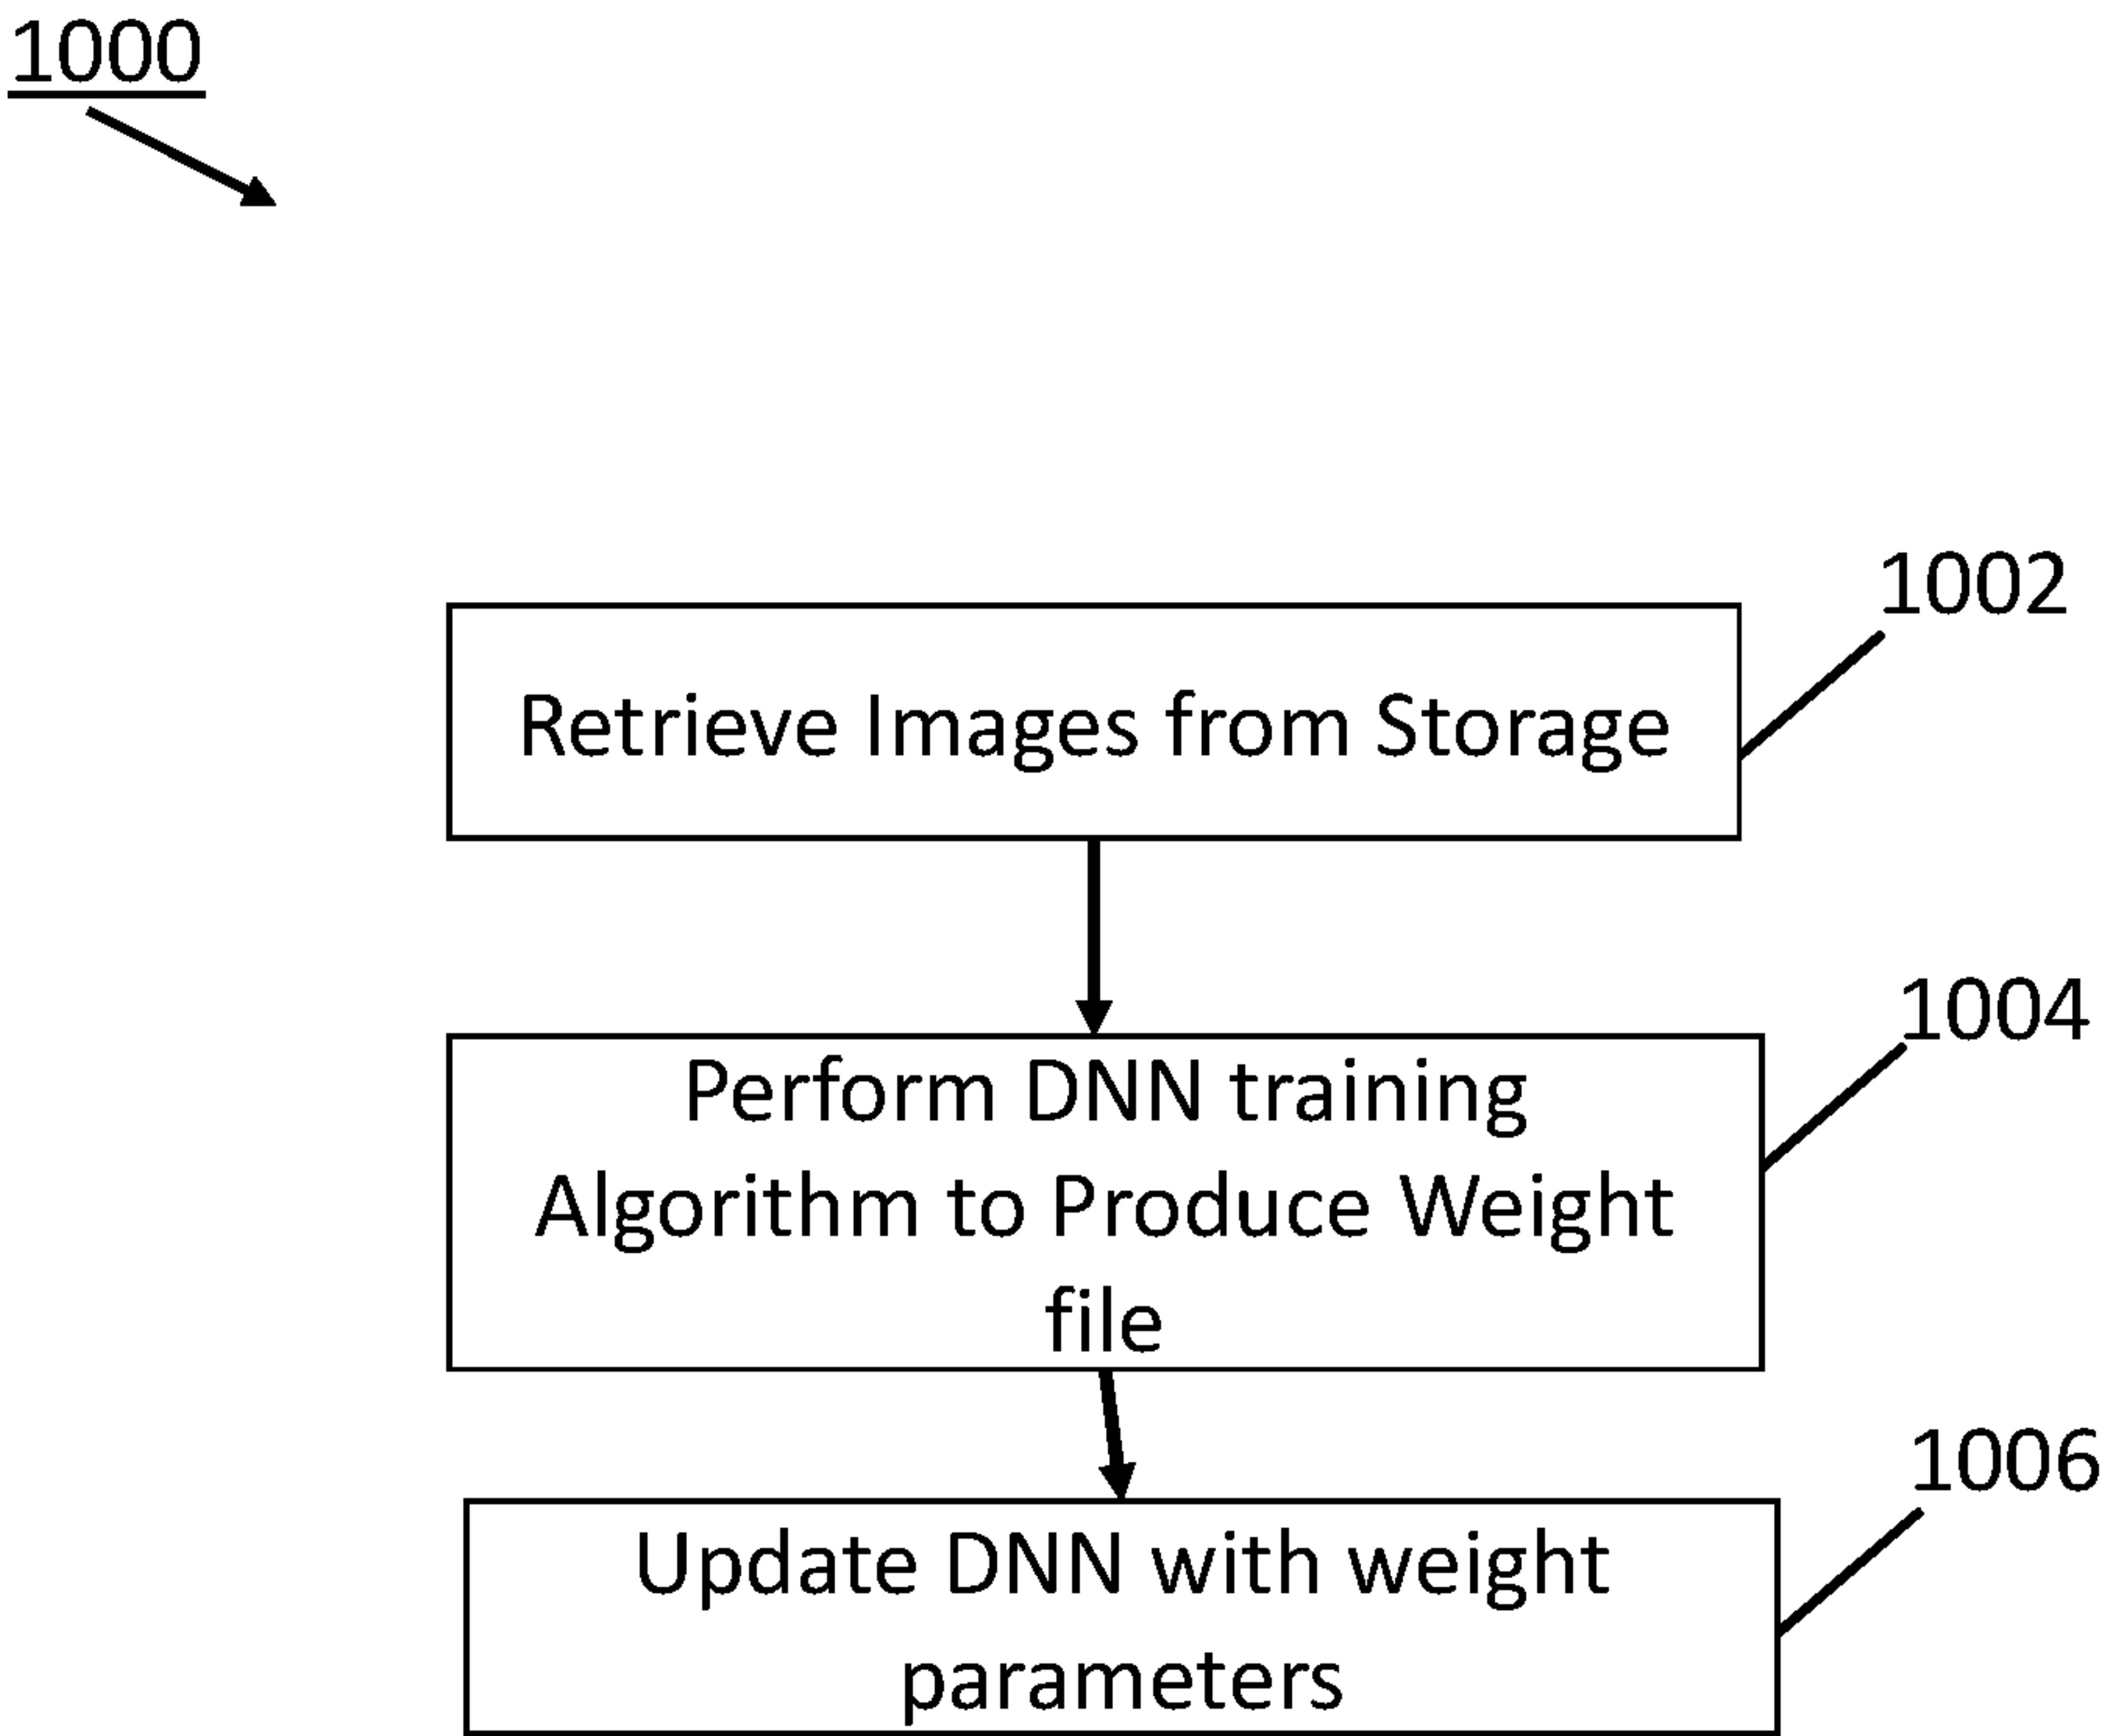 1000
1002
Retrieve Images from Storage
1004
Perform DNN training
Algorithm to Produce Weight
file
1006
Update DNN with weight
parameters